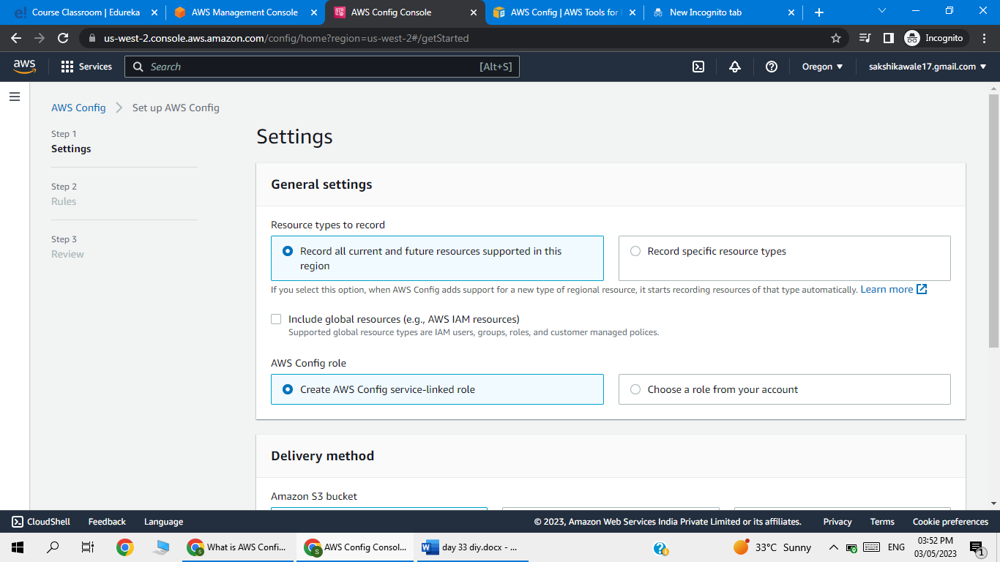 e! Course Classroom | Edureka
AWS Management Console
AWS Config Console
AWS Config | AWS Tools for
New Incognito tab
us-west-2.console.aws.amazon.com/config/home?region=us-west-2#/getStarted
Incognito
aws
Services
Search
[Alt+S]
Oregon
sakshikawale17.gmail.com
AWS Config
Set up AWS Config
Step 1
Settings
Step 2
Rules
Step 3
Review
Settings
General settings
Resource types to record
Record all current and future resources supported in this
region
Record specific resource types
If you select this option, when AWS Config adds support for a new type of regional resource, it starts recording resources of that type automatically. Learn more
Include global resources (e.g., AWS IAM resources)
Supported global resource types are IAM users, groups, roles, and customer managed polices.
AWS Config role
Create AWS Config service-linked role
Choose a role from your account
Delivery method
Amazon S3 bucket
CloudShell
Feedback
Language
© 2023, Amazon Web Services India Private Limited or its affiliates.
Privacy
Terms
Cookie preferences
S What is AWS Confi...
S AWS Config Consol...
W day 33 diy.docx - ...
33°C Sunny
ENG
03:52 PM
03/05/2023
1